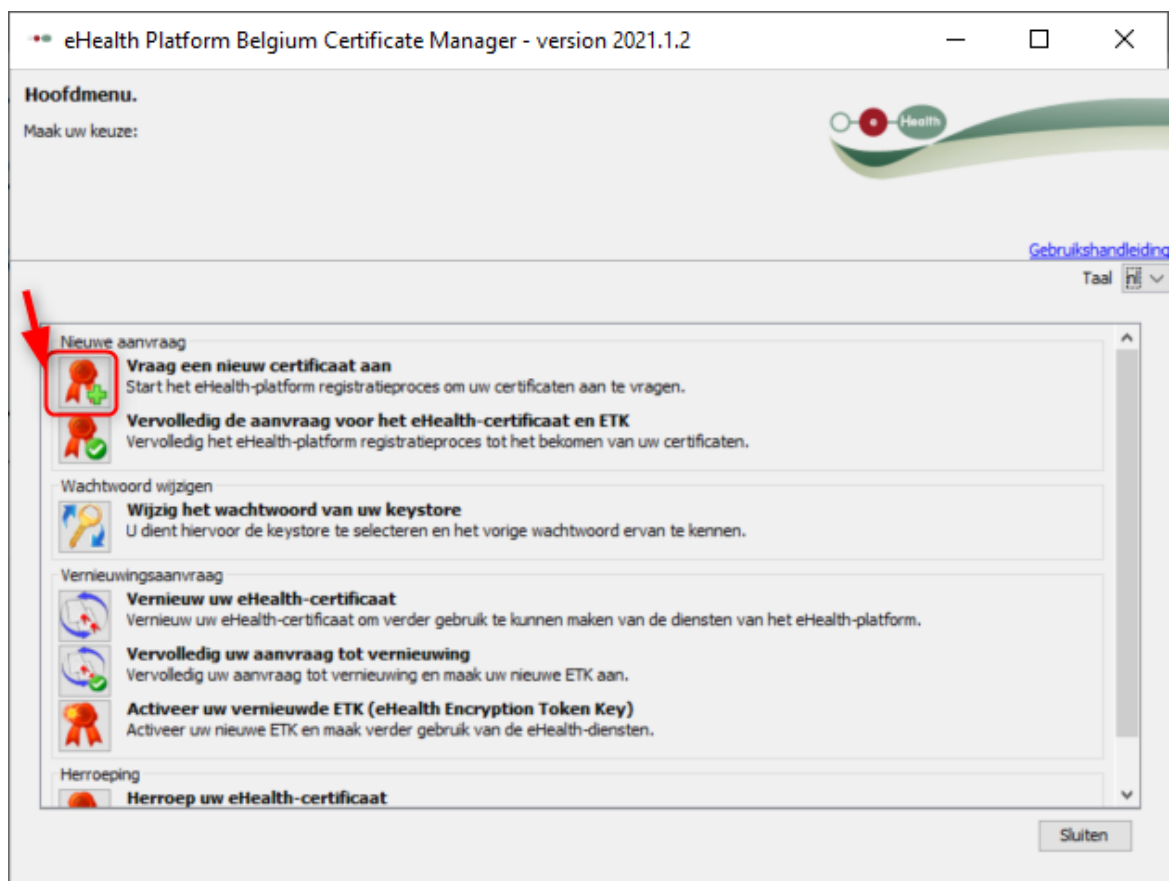 eHealth Platform Belgium Certificate Manager - version 2021.1.2
Hoofdmenu.
Maak uw keuze:
e Health
Gebruikshandleiding
Taal nl
Nieuwe aanvraag
Vraag een nieuw certificaat aan
Start het eHealth-platform registratieproces om uw certificaten aan te vragen.
Vervolledig de aanvraag voor het eHealth-certificaat en ETK
Vervolledig het eHealth-platform registratieproces tot het bekomen van uw certificaten.
Wachtwoord wijzigen
Wijzig het wachtwoord van uw keystore
U dient hiervoor de keystore te selecteren en het vorige wachtwoord ervan te kennen.
Vernieuwingsaanvraag
Vernieuw uw eHealth-certificaat
Vernieuw uw eHealth-certificaat om verder gebruik te kunnen maken van de diensten van het eHealth-platform.
Vervolledig uw aanvraag tot vernieuwing
Vervolledig uw aanvraag tot vernieuwing en maak uw nieuwe ETK aan.
Activeer uw vernieuwde ETK (eHealth Encryption Token Key)
Activeer uw nieuwe ETK en maak verder gebruik van de eHealth-diensten.
Herroeping
Herroep uw eHealth-certificaat
Sluiten